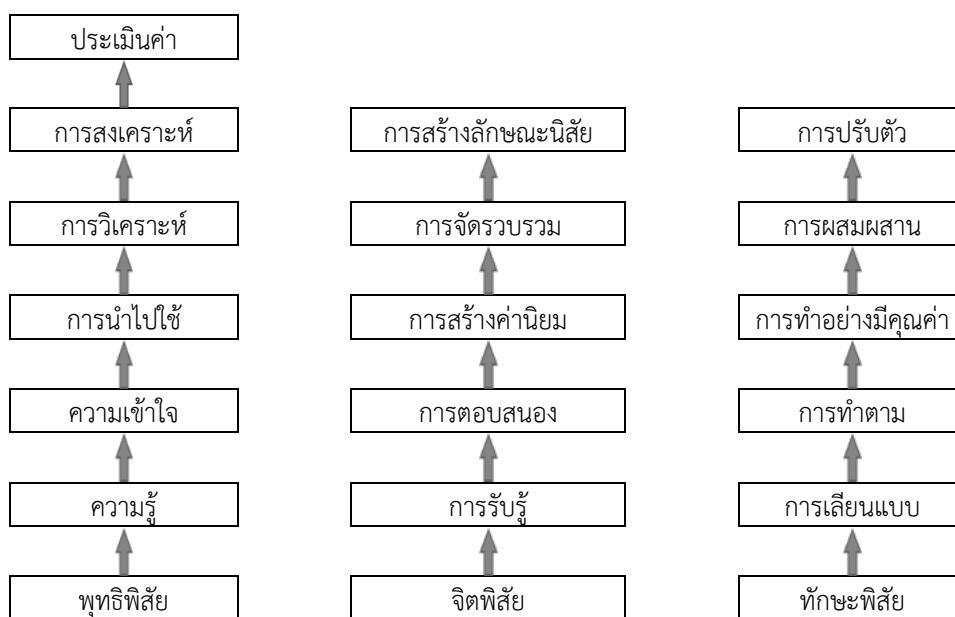 ประเมินค่า
การสงเคราะห์ การสร้างลักษณะนิสัย การปรับตัว
การวิเคราะห์ การจัดรวบรวม การผสมผสาน
การนำไปใช้ การสร้างค่านิยม การทำอย่างมีคุณค่า
ความเข้าใจ การตอบสนอง การทำตาม
ความรู้ การรับรู้ การเลียนแบบ
พุทธิพิสัย จิตพิสัย ทักษะพิสัย